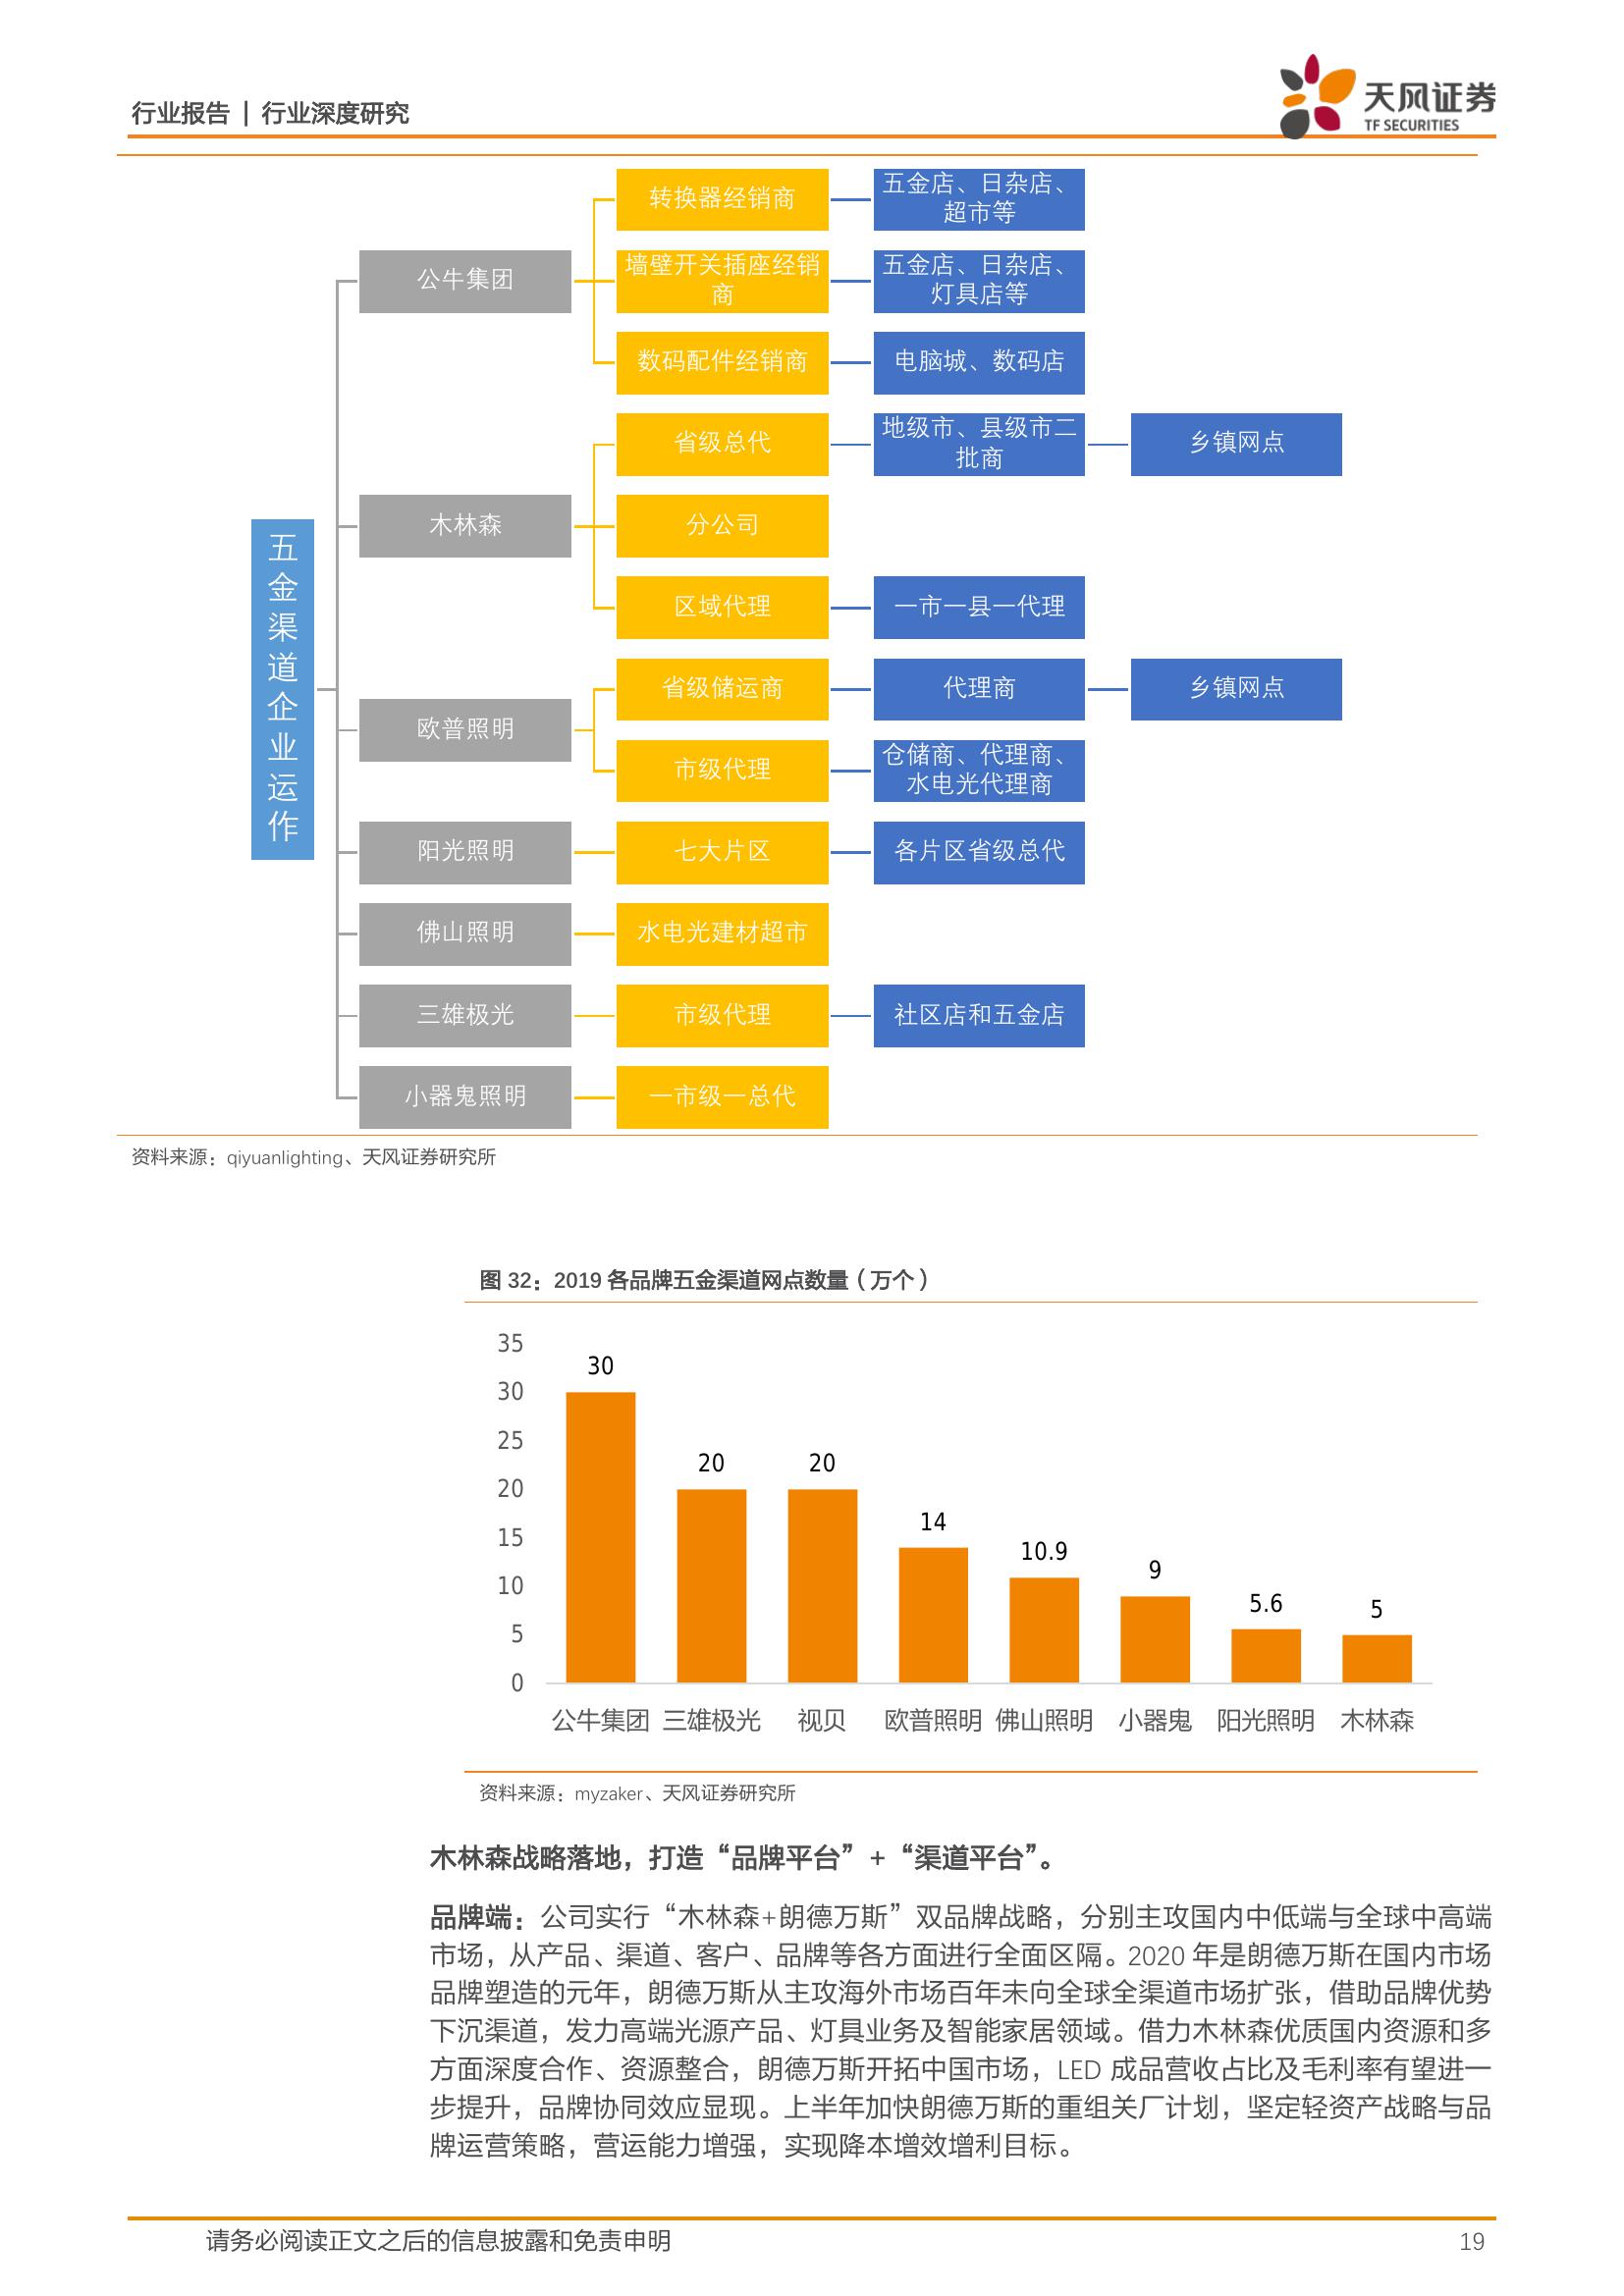 行业报告 | 行业深度研究
天风证券
TF SECURITIES
五金渠道企业运作
公牛集团
转换器经销商
五金店、日杂店、
超市等
墙壁开关插座经销
商
五金店、日杂店、
灯具店等
数码配件经销商
电脑城、数码店
木林森
省级总代
地级市、县级市二
批商
乡镇网点
分公司
区域代理
一市一县一代理
欧普照明
省级储运商
代理商
乡镇网点
市级代理
仓储商、代理商、
水电光代理商
阳光照明
七大片区
各片区省级总代
佛山照明
水电光建材超市
三雄极光
市级代理
社区店和五金店
小器鬼照明
一市级一总代
资料来源：qiyuanlighting、天风证券研究所
图 32：2019 各品牌五金渠道网点数量（万个）
35
30
25
20
15
10
5
0
30
20
20
14
10.9
9
5.6
5
公牛集团 三雄极光 视贝 欧普照明 佛山照明 小器鬼 阳光照明 木林森
资料来源：myzaker、天风证券研究所
木林森战略落地，打造“品牌平台”+“渠道平台”。
品牌端：公司实行“木林森+朗德万斯”双品牌战略，分别主攻国内中低端与全球中高端
市场，从产品、渠道、客户、品牌等各方面进行全面区隔。2020 年是朗德万斯在国内市场
品牌塑造的元年，朗德万斯从主攻海外市场百年未向全球全渠道市场扩张，借助品牌优势
下沉渠道，发力高端光源产品、灯具业务及智能家居领域。借力木林森优质国内资源和多
方面深度合作、资源整合，朗德万斯开拓中国市场，LED 成品营收占比及毛利率有望进一
步提升，品牌协同效应显现。上半年加快朗德万斯的重组关厂计划，坚定轻资产战略与品
牌运营策略，营运能力增强，实现降本增效增利目标。
请务必阅读正文之后的信息披露和免责申明
19